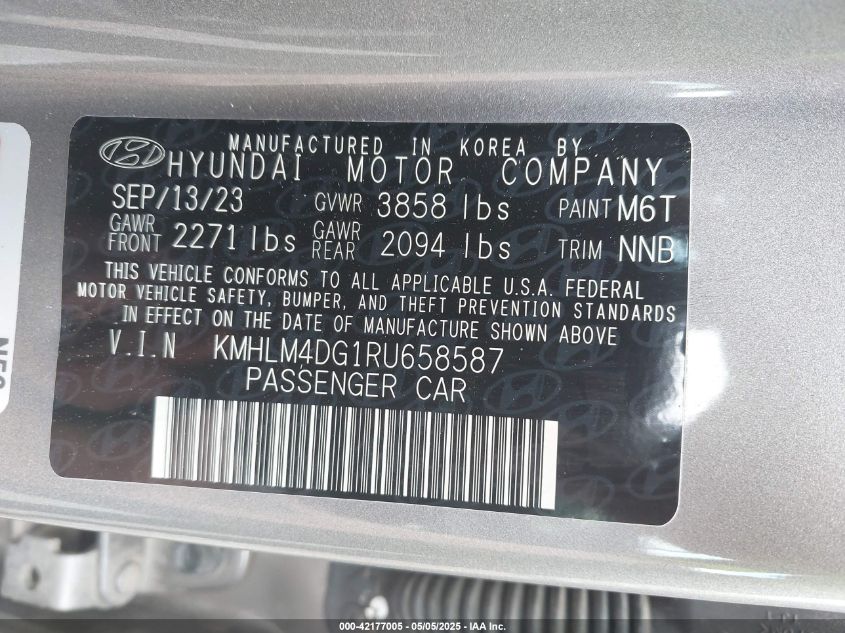 MANUFACTURED IN KOREA BY
HYUNDAI MOTOR COMPANY
SEP/13/23 GVWR 3858 lbs PAINT M6T
GAWR FRONT 2271 lbs GAWR REAR 2094 lbs TRIM NNB
THIS VEHICLE CONFORMS TO ALL APPLICABLE U.S.A. FEDERAL
MOTOR VEHICLE SAFETY, BUMPER, AND THEFT PREVENTION STANDARDS
IN EFFECT ON THE DATE OF MANUFACTURE SHOWN ABOVE
V.I.N KMHLM4DG1RU658587
PASSENGER CAR
000-42177005 - 05/05/2025 - IAA Inc.